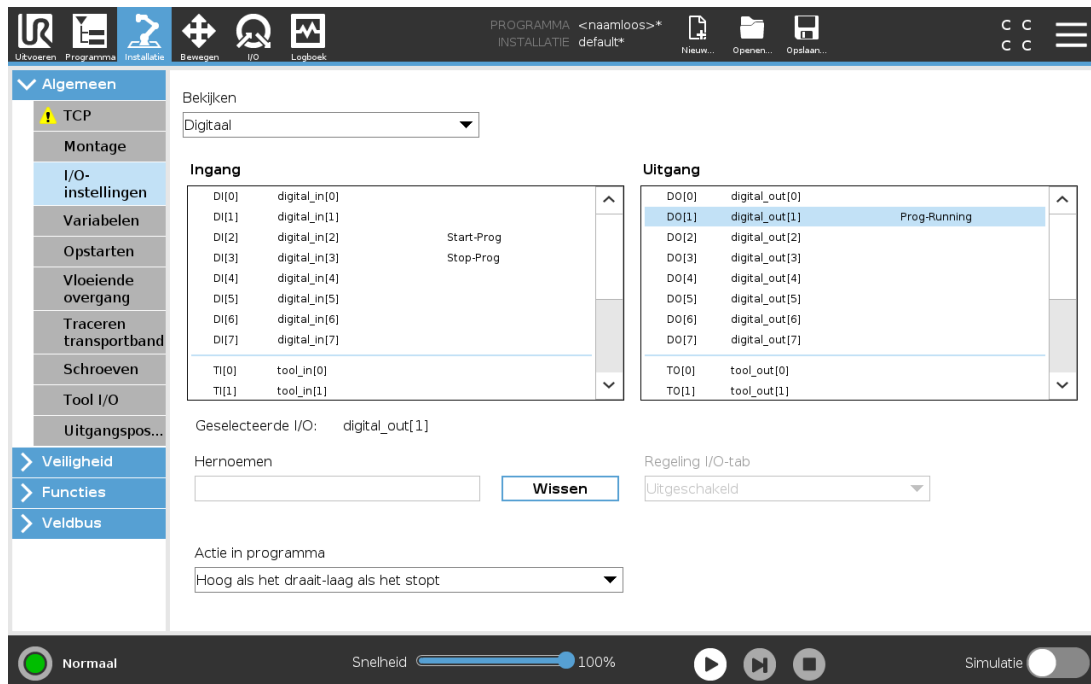 PROGRAMMA <naamloos>*
INSTALLATIE default*
Uitvoeren Programma Installatie Bewegen I/O Logboek
Nieuw... Openen... Opslaan...
C C
C C
Algemeen
TCP
Montage
I/O-
instellingen
Variabelen
Opstarten
Vloeiende
overgang
Traceren
transportband
Schroeven
Tool I/O
Uitgangspos...
Veiligheid
Functies
Veldbus
Bekijken
Digitaal
Ingang
DI[0] digital_in[0]
DI[1] digital_in[1]
DI[2] digital_in[2] Start-Prog
DI[3] digital_in[3] Stop-Prog
DI[4] digital_in[4]
DI[5] digital_in[5]
DI[6] digital_in[6]
DI[7] digital_in[7]
TI[0] tool_in[0]
TI[1] tool_in[1]
Uitgang
DO[0] digital_out[0]
DO[1] digital_out[1] Prog-Running
DO[2] digital_out[2]
DO[3] digital_out[3]
DO[4] digital_out[4]
DO[5] digital_out[5]
DO[6] digital_out[6]
DO[7] digital_out[7]
TO[0] tool_out[0]
TO[1] tool_out[1]
Geselecteerde I/O: digital_out[1]
Hernoemen
Wissen
Regeling I/O-tab
Uitgeschakeld
Actie in programma
Hoog als het draait-laag als het stopt
Normaal
Snelheid 100%
Simulatie